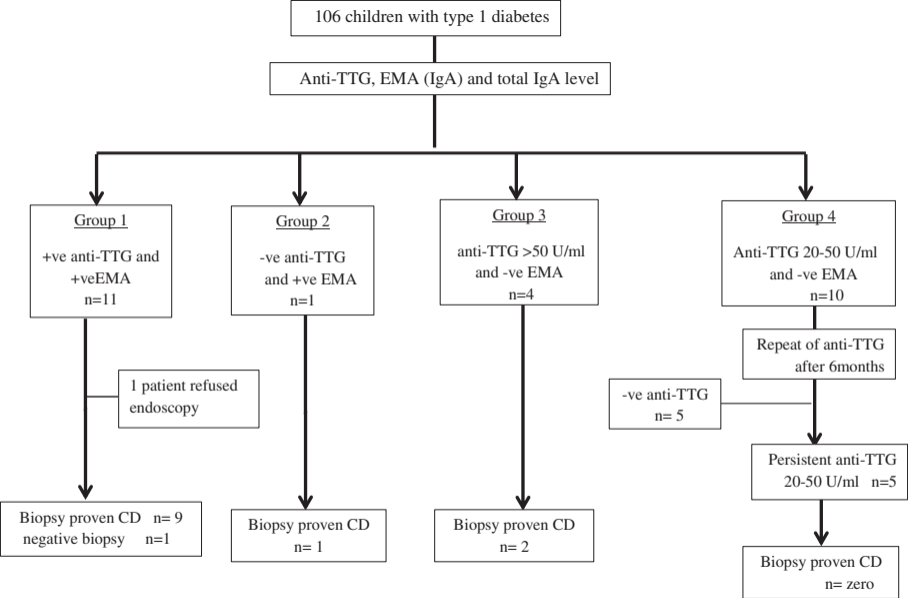 106 children with type 1 diabetes
Anti-TTG, EMA (IgA) and total IgA level
Group 1
+ve anti-TTG and
+veEMA
n=11
Group 2
-ve anti-TTG
and +ve EMA
n=1
Group 3
anti-TTG >50 U/ml
and -ve EMA
n=4
Group 4
Anti-TTG 20-50 U/ml
and -ve EMA
n=10
Repeat of anti-TTG
after 6months
1 patient refused
endoscopy
-ve anti-TTG
n= 5
Persistent anti-TTG
20-50 U/ml n=5
Biopsy proven CD n= 9
negative biopsy n=1
Biopsy proven CD
n= 1
Biopsy proven CD
n= 2
Biopsy proven CD
n= zero